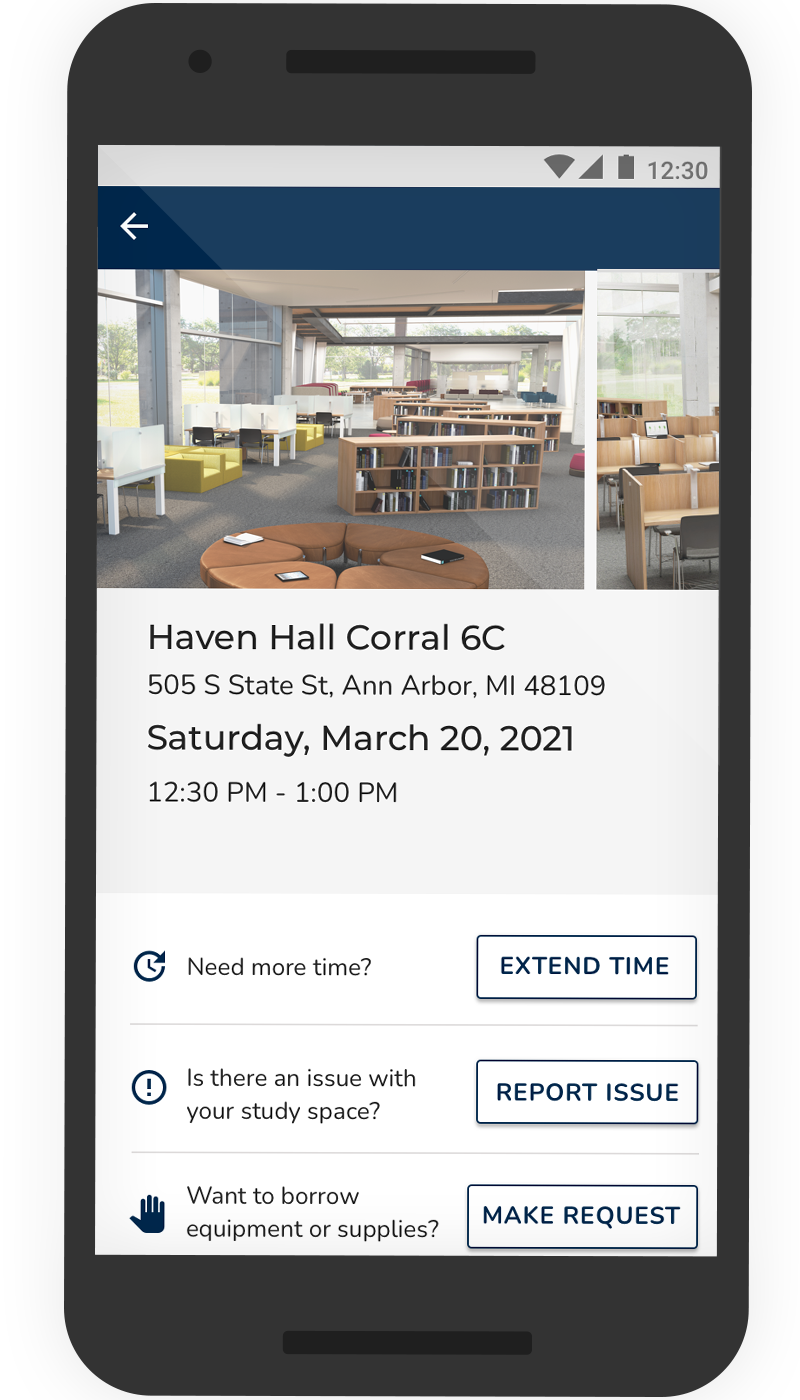 12:30
Haven Hall Corral 6C
505 S State St, Ann Arbor, MI 48109
Saturday, March 20, 2021
12:30 PM - 1:00 PM
Need more time?
EXTEND TIME
Is there an issue with
your study space?
REPORT ISSUE
Want to borrow
equipment or supplies?
MAKE REQUEST